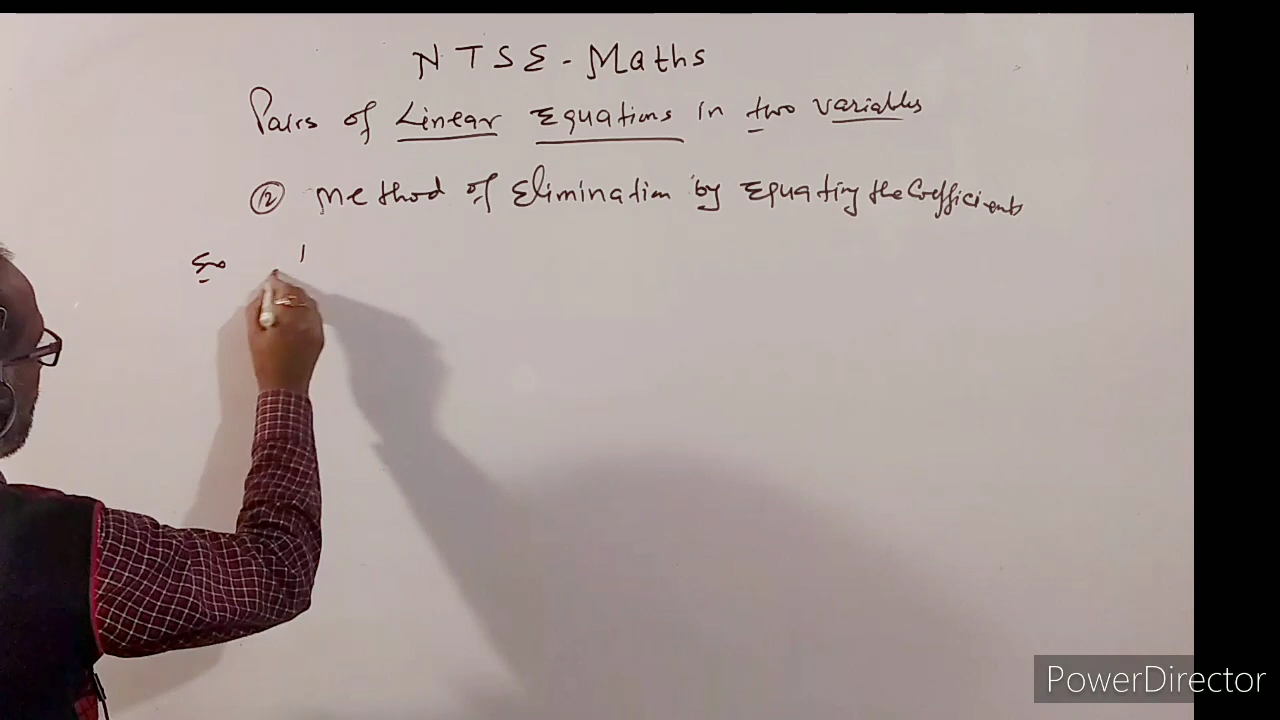 NTSE - Maths
Pairs of Linear Equations in two variables
② Method of Elimination by Equating the Coefficients
PowerDirector